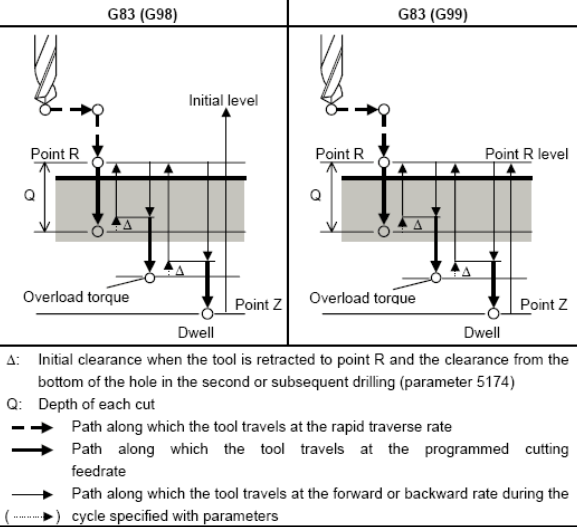 G83 (G98)
G83 (G99)
Initial level
Point R
Q
Δ
Δ
Overload torque
Point Z
Dwell
Point R
Point R level
Q
Δ
Δ
Overload torque
Point Z
Dwell
Δ: Initial clearance when the tool is retracted to point R and the clearance from the
bottom of the hole in the second or subsequent drilling (parameter 5174)
Q: Depth of each cut
Path along which the tool travels at the rapid traverse rate
Path along which the tool travels at the programmed cutting
feedrate
Path along which the tool travels at the forward or backward rate during the
( ) cycle specified with parameters